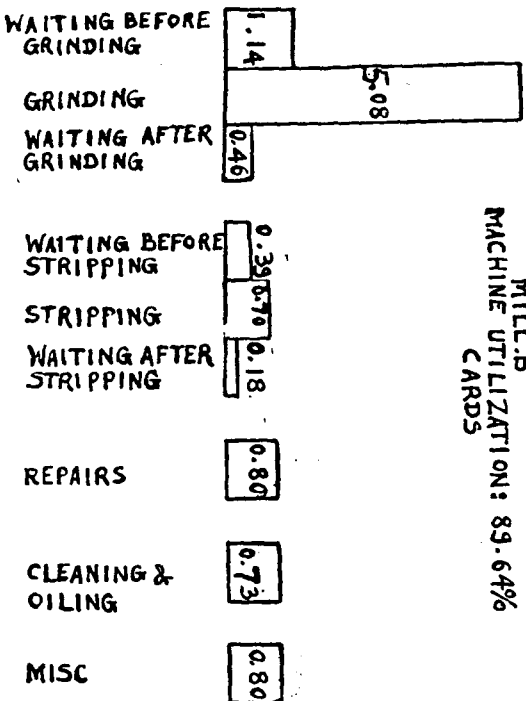 WAITING BEFORE
GRINDING
1.14
GRINDING
5.08
WAITING AFTER
GRINDING
0.46
WAITING BEFORE
STRIPPING
0.39
STRIPPING
0.70
WAITING AFTER
STRIPPING
0.18
REPAIRS
0.80
CLEANING &
OILING
0.73
MISC
0.80
MILL.B
MACHINE UTILIZATION: 89.64%
CARDS